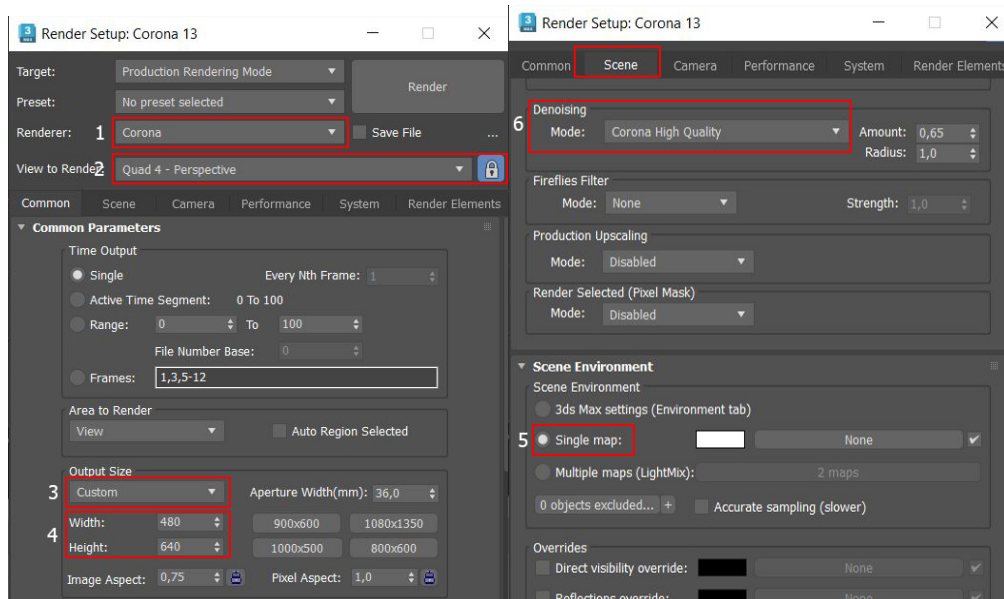 Render Setup: Corona 13
Target: Production Rendering Mode
Render
Preset: No preset selected
Renderer: 1 Corona Save File ...
View to Render: 2 Quad 4 - Perspective
Common Scene Camera Performance System Render Elements
Common Parameters
Time Output
Single Every Nth Frame: 1
Active Time Segment: 0 To 100
Range: 0 To 100
File Number Base: 0
Frames: 1,3,5-12
Area to Render
View Auto Region Selected
Output Size
3 Custom Aperture Width(mm): 36,0
4
Width: 480 900x600 1080x1350
Height: 640 1000x500 800x600
Image Aspect: 0,75 Pixel Aspect: 1,0
Render Setup: Corona 13
Common Scene Camera Performance System Render Elements
Denoising
6 Mode: Corona High Quality Amount: 0,65
Radius: 1,0
Fireflies Filter
Mode: None Strength: 1,0
Production Upscaling
Mode: Disabled
Render Selected (Pixel Mask)
Mode: Disabled
Scene Environment
Scene Environment
3ds Max settings (Environment tab)
5 Single map: None
Multiple maps (LightMix): 2 maps
0 objects excluded... + Accurate sampling (slower)
Overrides
Direct visibility override: None
Reflections override: None